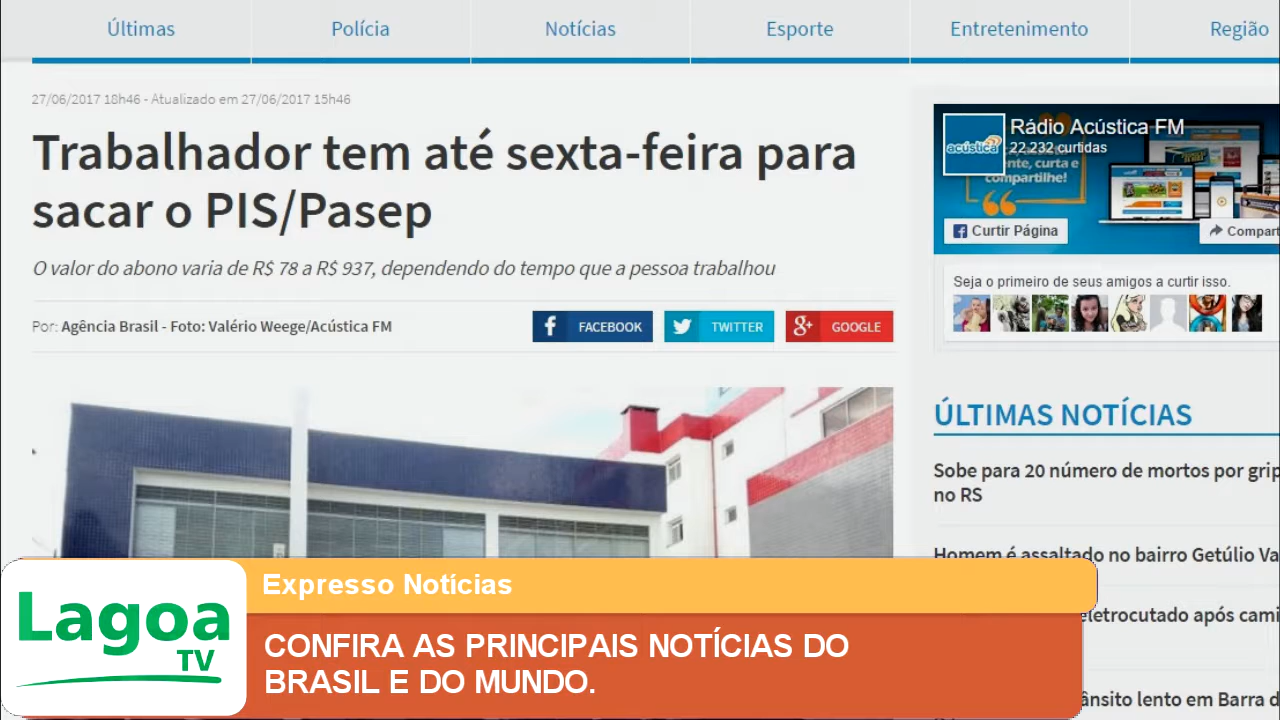 Últimas
Polícia
Notícias
Esporte
Entretenimento
Região
27/06/2017 18h46 - Atualizado em 27/06/2017 15h46
Trabalhador tem até sexta-feira para
sacar o PIS/Pasep
O valor do abono varia de R$ 78 a R$ 937, dependendo do tempo que a pessoa trabalhou
Por: Agência Brasil - Foto: Valério Weege/Acústica FM
FACEBOOK
TWITTER
GOOGLE
acústica
Rádio Acústica FM
22.232 curtidas
nte, curta e
compartilhe!
Curtir Página
Compart
Seja o primeiro de seus amigos a curtir isso.
ÚLTIMAS NOTÍCIAS
Sobe para 20 número de mortos por grip
no RS
Homem é assaltado no bairro Getúlio Va
eletrocutado após cami
ânsito lento em Barra d
Lagoa
TV
Expresso Notícias
CONFIRA AS PRINCIPAIS NOTÍCIAS DO
BRASIL E DO MUNDO.